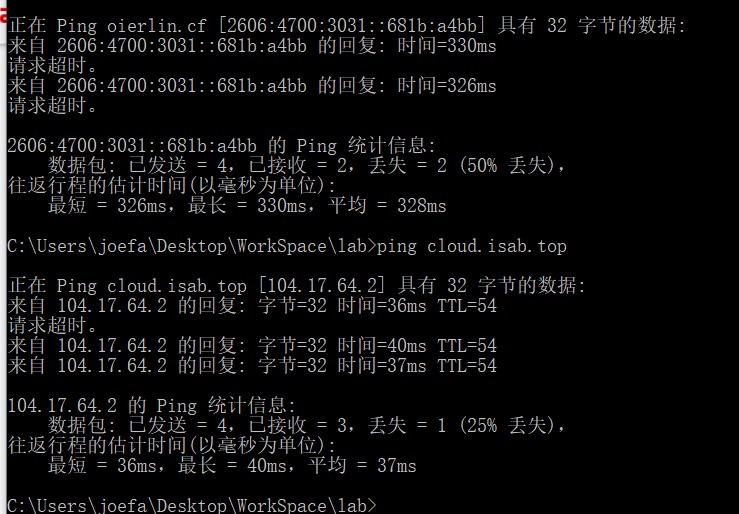 正在 Ping oierlin.cf [2606:4700:3031::681b:a4bb] 具有 32 字节的数据:
来自 2606:4700:3031::681b:a4bb 的回复: 时间=330ms
请求超时。
来自 2606:4700:3031::681b:a4bb 的回复: 时间=326ms
请求超时。
2606:4700:3031::681b:a4bb 的 Ping 统计信息:
数据包: 已发送 = 4，已接收 = 2，丢失 = 2 (50% 丢失)，
往返行程的估计时间(以毫秒为单位):
最短 = 326ms，最长 = 330ms，平均 = 328ms
C:\Users\joefa\Desktop\WorkSpace\lab>ping cloud.isab.top
正在 Ping cloud.isab.top [104.17.64.2] 具有 32 字节的数据:
来自 104.17.64.2 的回复: 字节=32 时间=36ms TTL=54
请求超时。
来自 104.17.64.2 的回复: 字节=32 时间=40ms TTL=54
来自 104.17.64.2 的回复: 字节=32 时间=37ms TTL=54
104.17.64.2 的 Ping 统计信息:
数据包: 已发送 = 4，已接收 = 3，丢失 = 1 (25% 丢失)，
往返行程的估计时间(以毫秒为单位):
最短 = 36ms，最长 = 40ms，平均 = 37ms
C:\Users\joefa\Desktop\WorkSpace\lab>